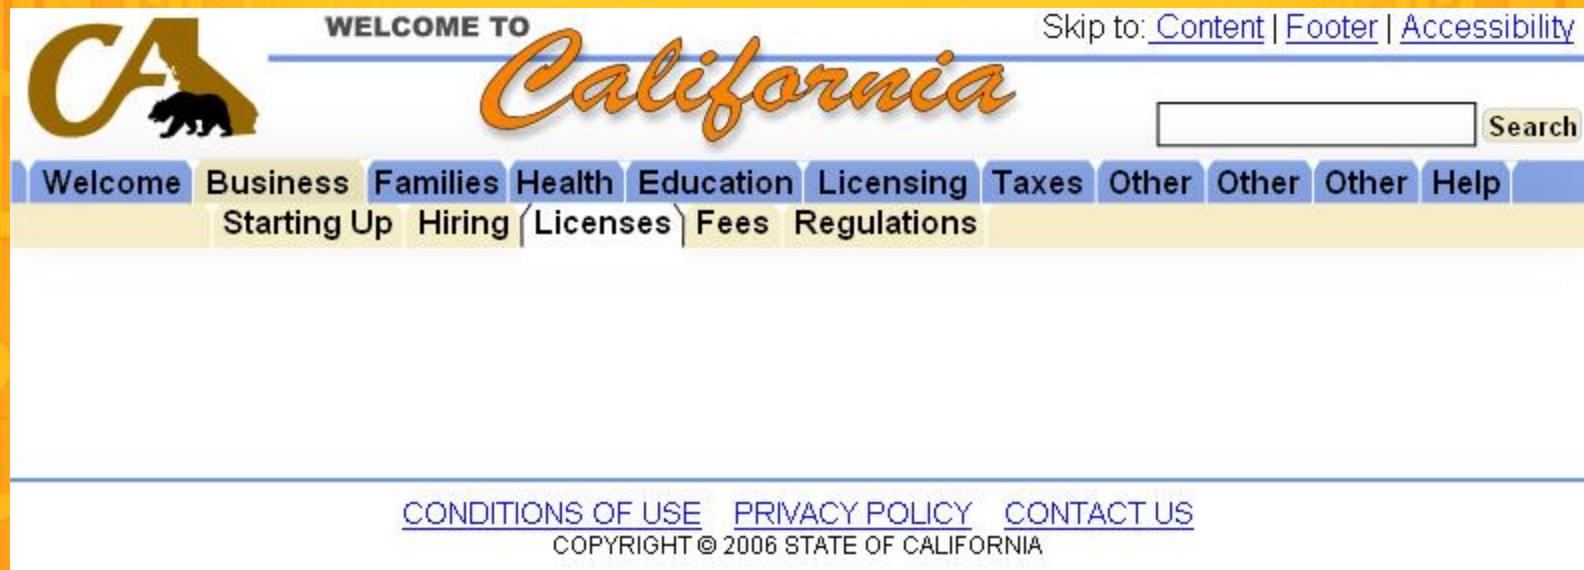 CA
WELCOME TO
California
Skip to: Content | Footer | Accessibility
Search
Welcome Business Families Health Education Licensing Taxes Other Other Other Help
Starting Up Hiring Licenses Fees Regulations
CONDITIONS OF USE PRIVACY POLICY CONTACT US
COPYRIGHT © 2006 STATE OF CALIFORNIA